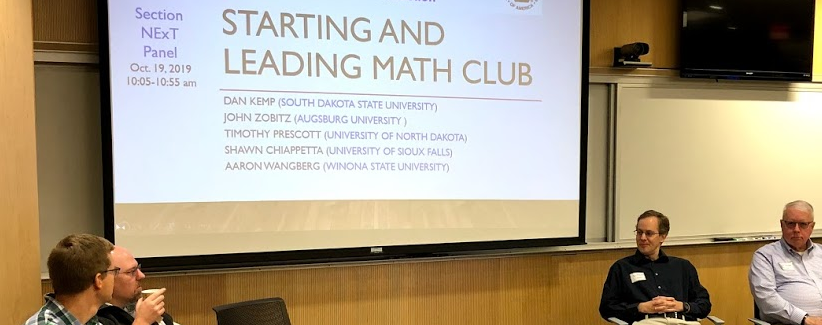 Section
NExT
Panel
Oct. 19, 2019
10:05-10:55 am
STARTING AND
LEADING MATH CLUB
DAN KEMP (SOUTH DAKOTA STATE UNIVERSITY)
JOHN ZOBITZ (AUGSBURG UNIVERSITY )
TIMOTHY PRESCOTT (UNIVERSITY OF NORTH DAKOTA)
SHAWN CHIAPPETTA (UNIVERSITY OF SIOUX FALLS)
AARON WANGBERG (WINONA STATE UNIVERSITY)